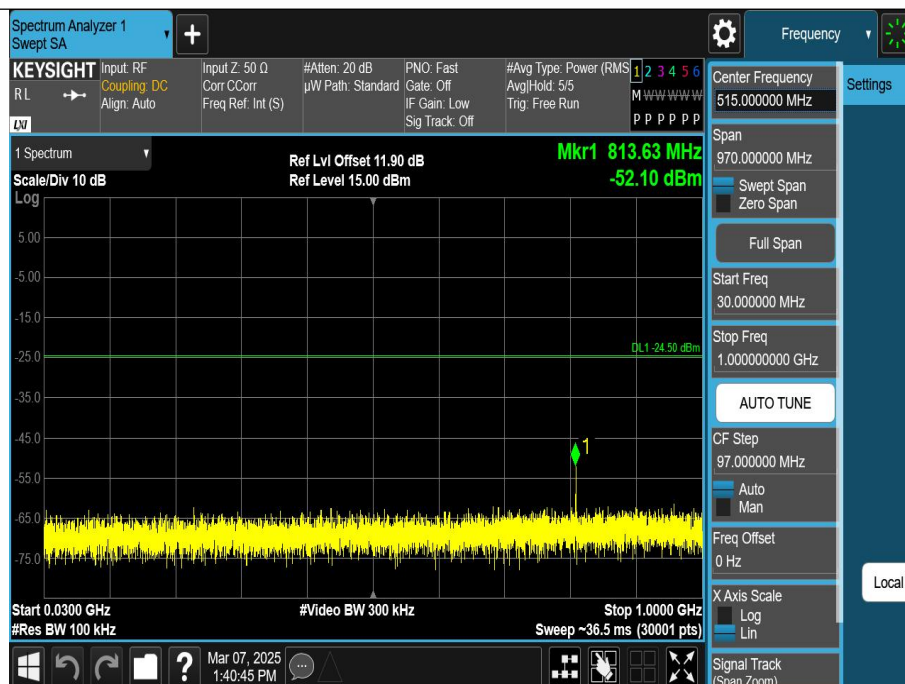 Spectrum Analyzer 1
Swept SA
Frequency
KEYSIGHT
RL
LXI
Input: RF
Coupling: DC
Align: Auto
Input Z: 50 Ω
Corr CCorr
Freq Ref: Int (S)
#Atten: 20 dB
µW Path: Standard
PNO: Fast
Gate: Off
IF Gain: Low
Sig Track: Off
#Avg Type: Power (RMS
Avg|Hold: 5/5
Trig: Free Run
1 2 3 4 5 6
M W W W W W
P P P P P P
1 Spectrum
Scale/Div 10 dB
Log
Ref Lvl Offset 11.90 dB
Ref Level 15.00 dBm
Mkr1 813.63 MHz
-52.10 dBm
5.00
-5.00
-15.0
-25.0
DL1 -24.50 dBm
-35.0
-45.0
1
-55.0
-65.0
-75.0
Start 0.0300 GHz
#Res BW 100 kHz
#Video BW 300 kHz
Stop 1.0000 GHz
Sweep ~36.5 ms (30001 pts)
Mar 07, 2025
1:40:45 PM
Center Frequency
515.000000 MHz
Span
970.000000 MHz
Swept Span
Zero Span
Full Span
Start Freq
30.000000 MHz
Stop Freq
1.000000000 GHz
AUTO TUNE
CF Step
97.000000 MHz
Auto
Man
Freq Offset
0 Hz
X Axis Scale
Log
Lin
Signal Track
(Span Zoom)
Settings
Local